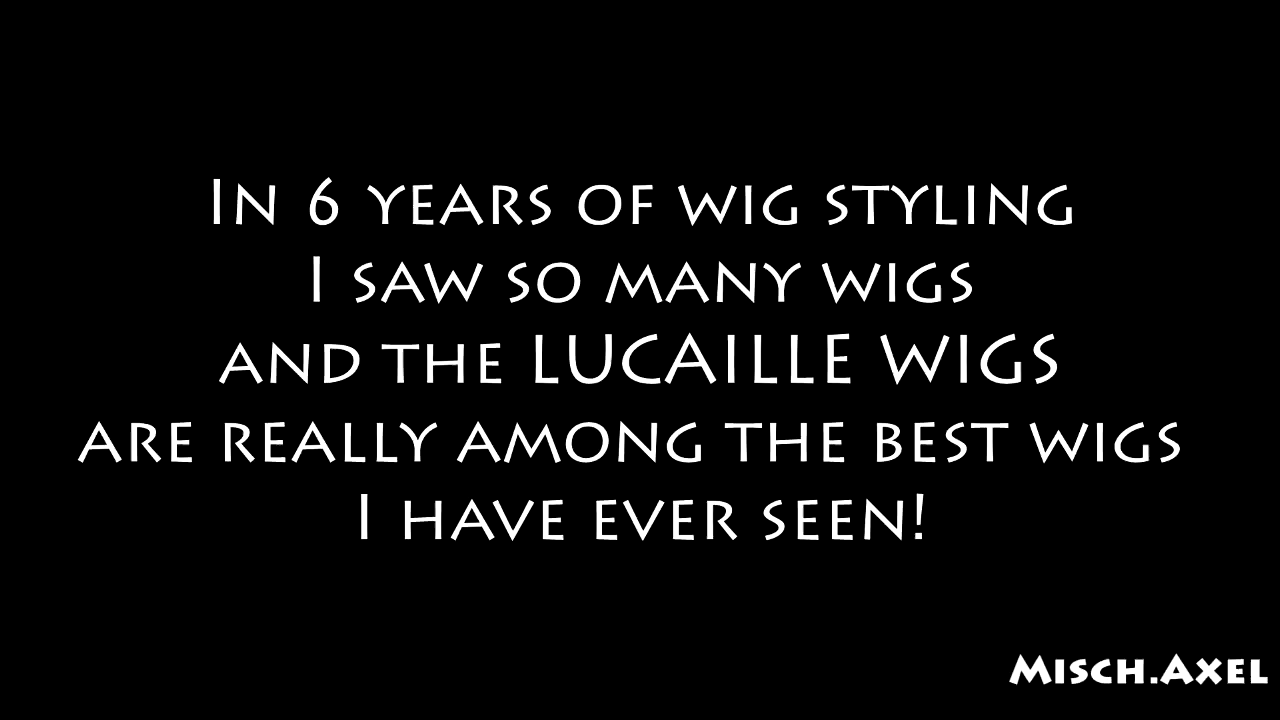 In 6 years of wig styling
I saw so many wigs
and the LUCAILLE WIGS
are really among the best wigs
I have ever seen!
Misch.Axel